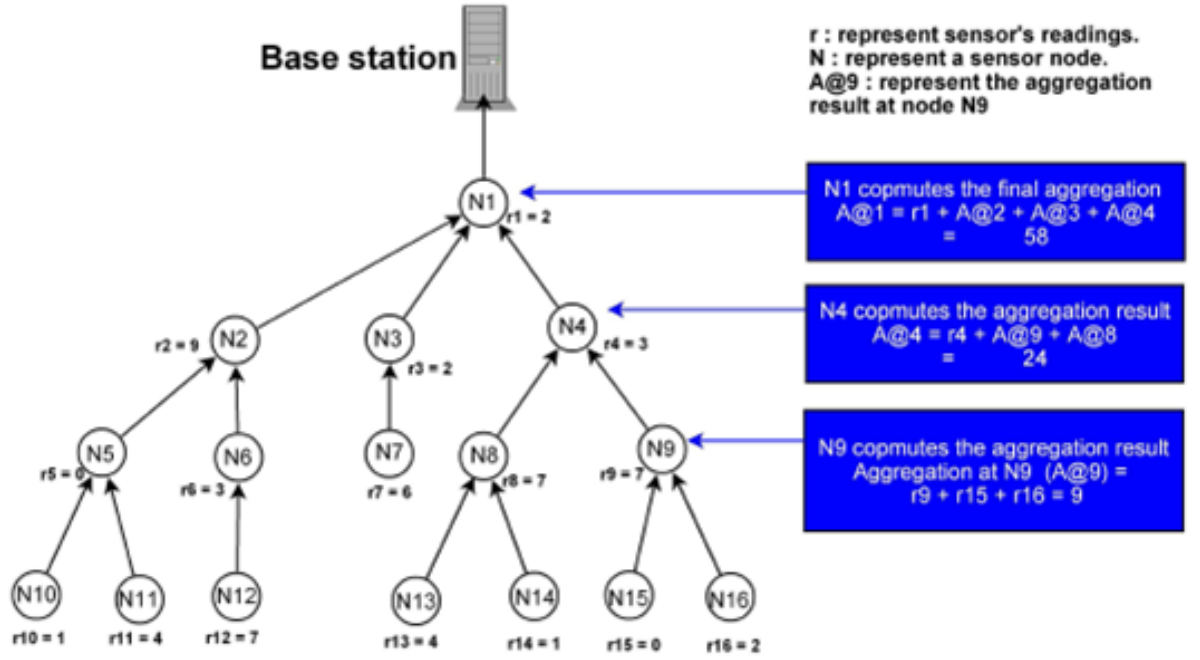 Base station
r : represent sensor's readings.
N : represent a sensor node.
A@9 : represent the aggregation
result at node N9
N1
r1 = 2
N1 copmutes the final aggregation
A@1 = r1 + A@2 + A@3 + A@4
= 58
N2
r2 = 9
N3
r3 = 2
N4
r4 = 3
N4 copmutes the aggregation result
A@4 = r4 + A@9 + A@8
= 24
N5
r5 = 0
N6
r6 = 3
N7
r7 = 6
N8
r8 = 7
N9
r9 = 7
N9 copmutes the aggregation result
Aggregation at N9 (A@9) =
r9 + r15 + r16 = 9
N10
r10 = 1
N11
r11 = 4
N12
r12 = 7
N13
r13 = 4
N14
r14 = 1
N15
r15 = 0
N16
r16 = 2